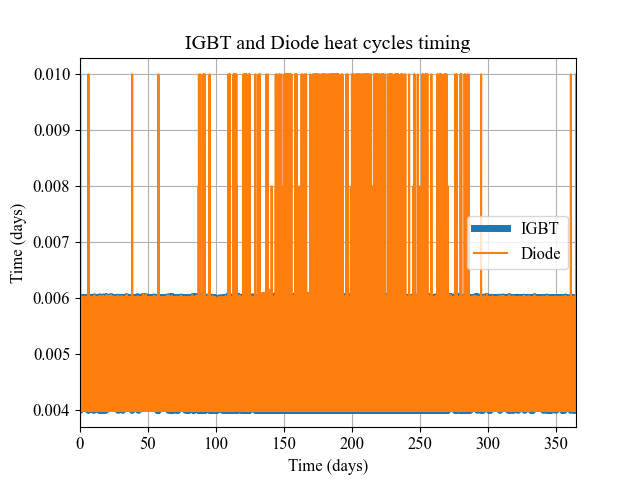 IGBT and Diode heat cycles timing
0.010
0.009
0.008
0.007
0.006
0.005
0.004
Time (days)
IGBT
Diode
0 50 100 150 200 250 300 350
Time (days)